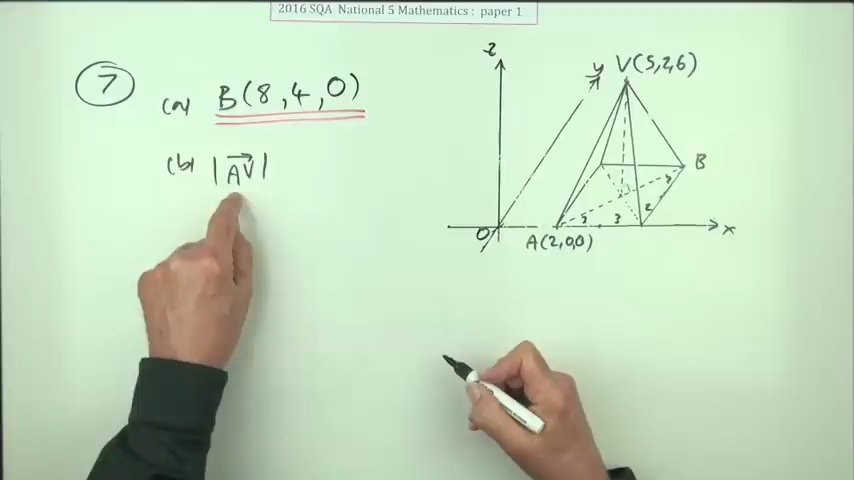 2016 SQA National 5 Mathematics : paper 1
7
(a) B(8,4,0)
(b) |AV|
z
y
V(5,2,6)
B
3
2
3
3
O
A(2,0,0)
x